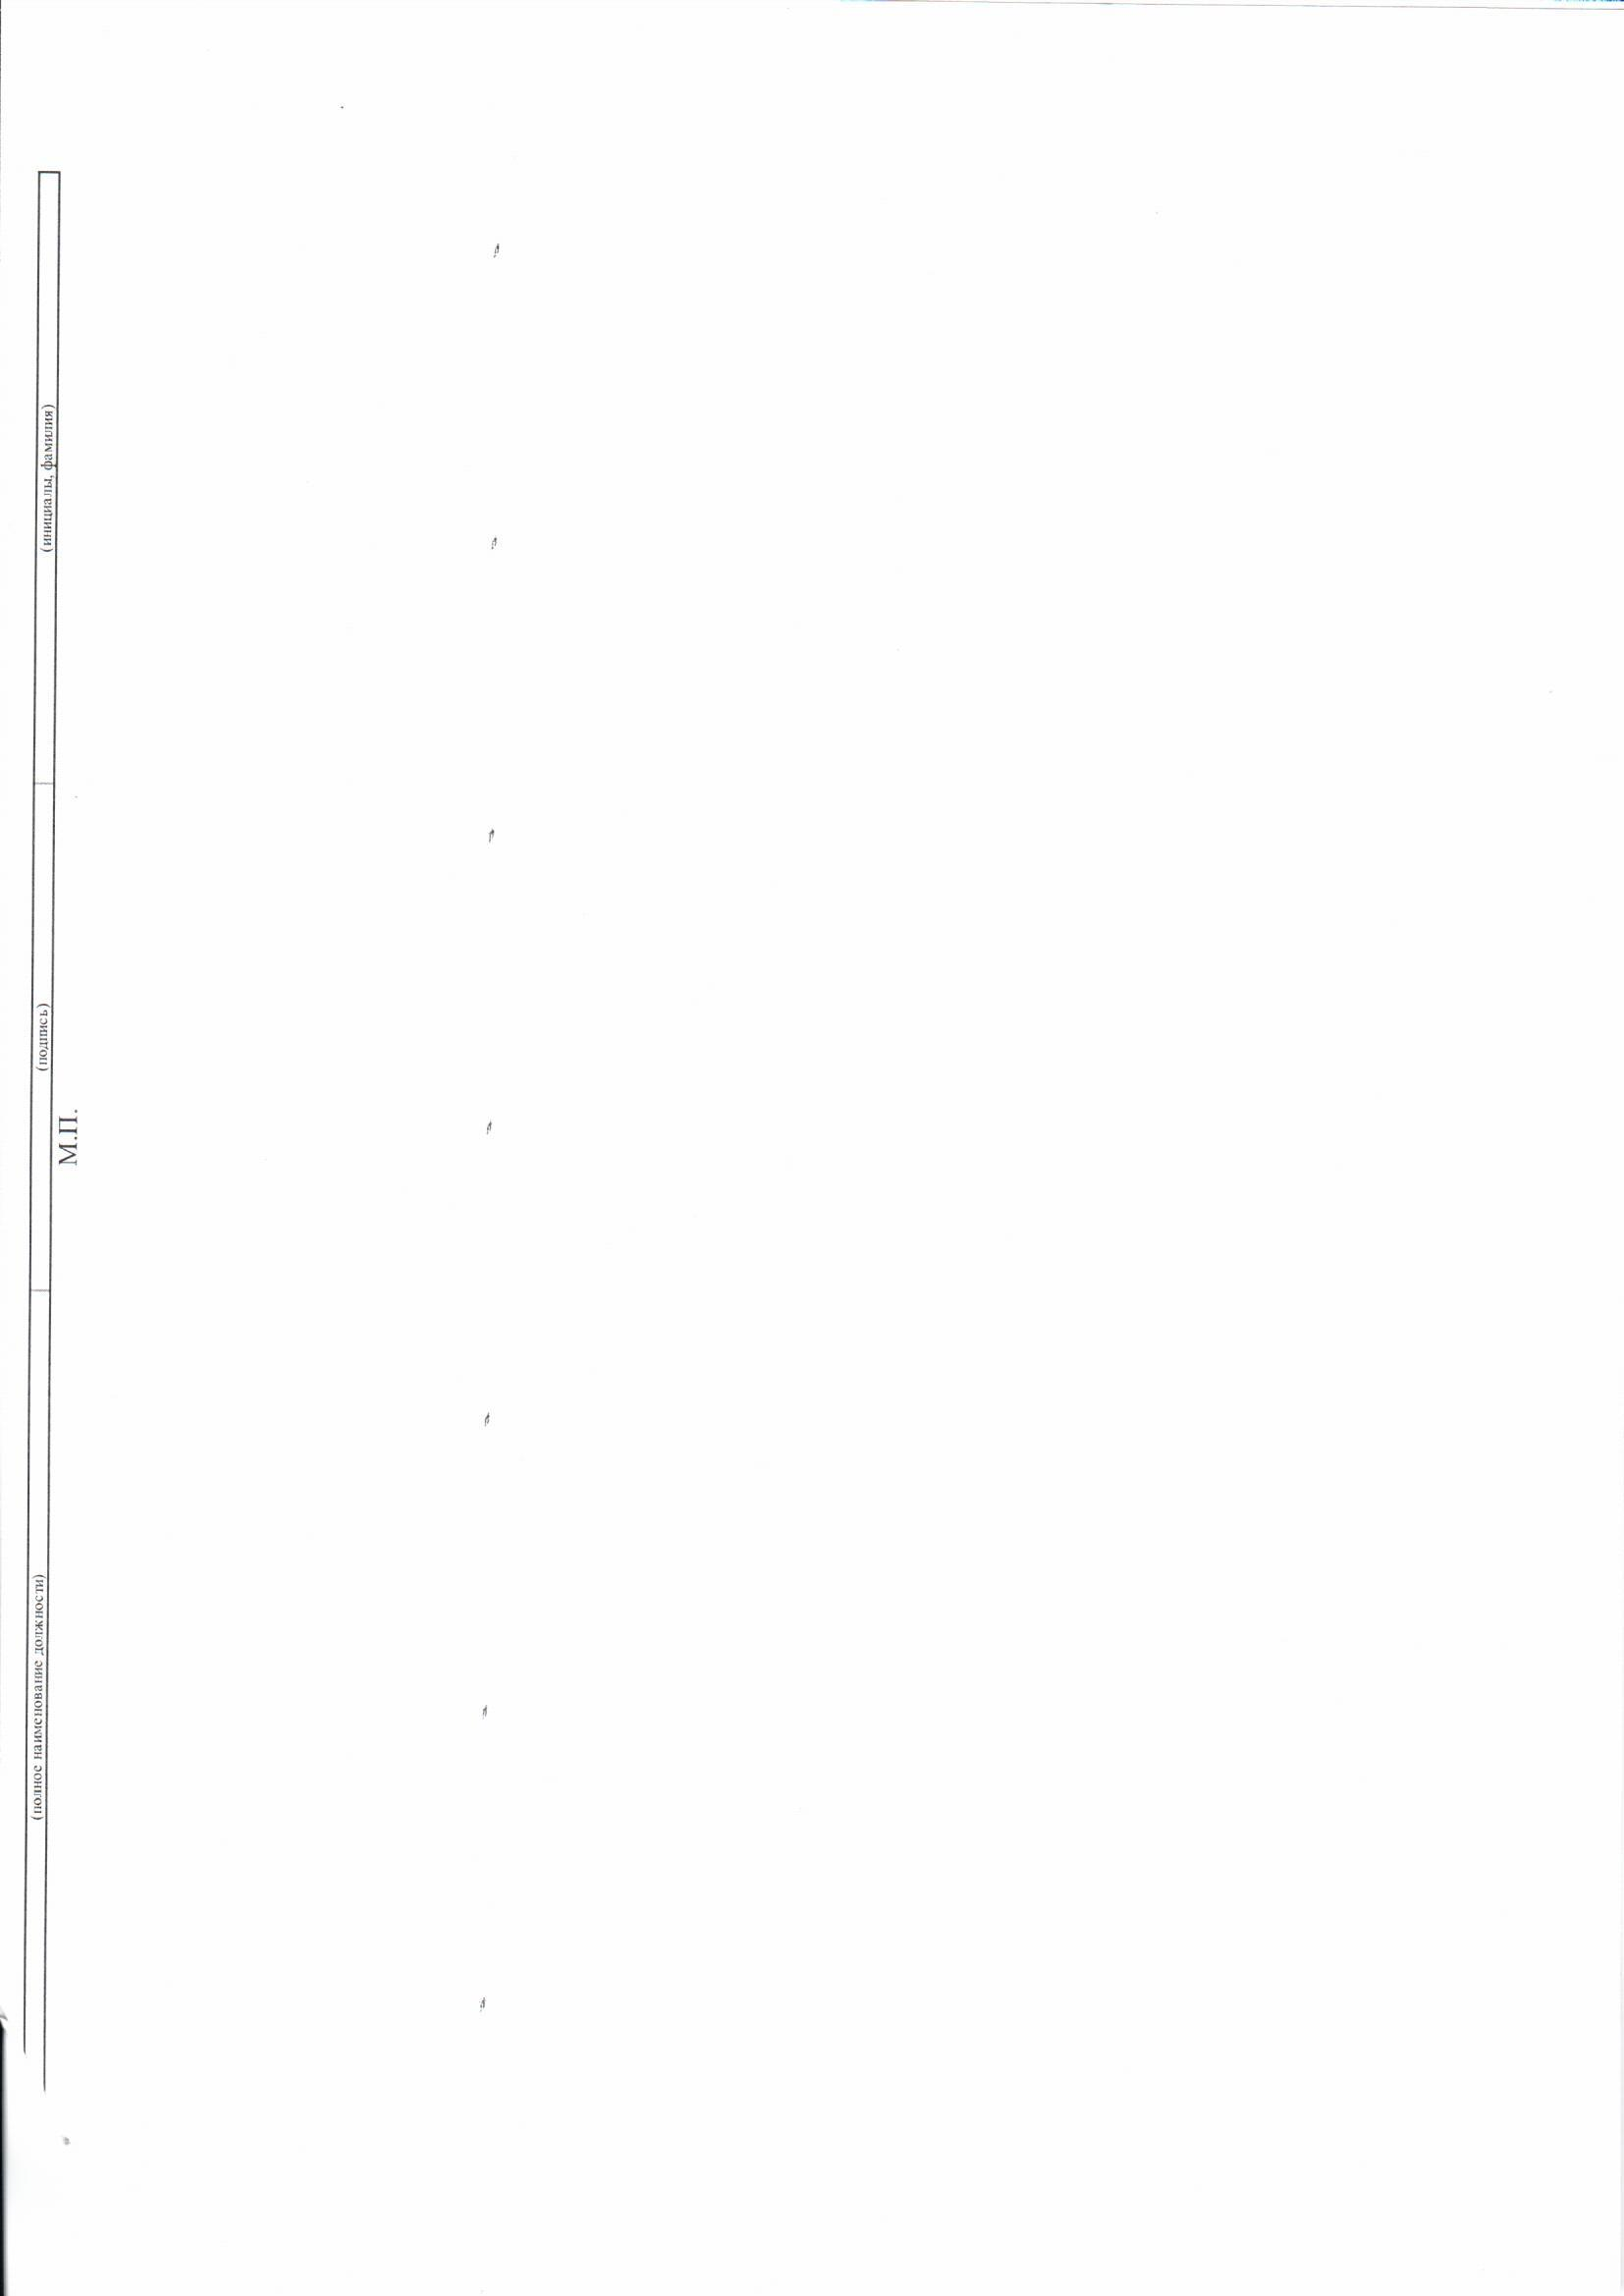 (полное наименование должности) (подпись) (инициалы, фамилия)
М.П.